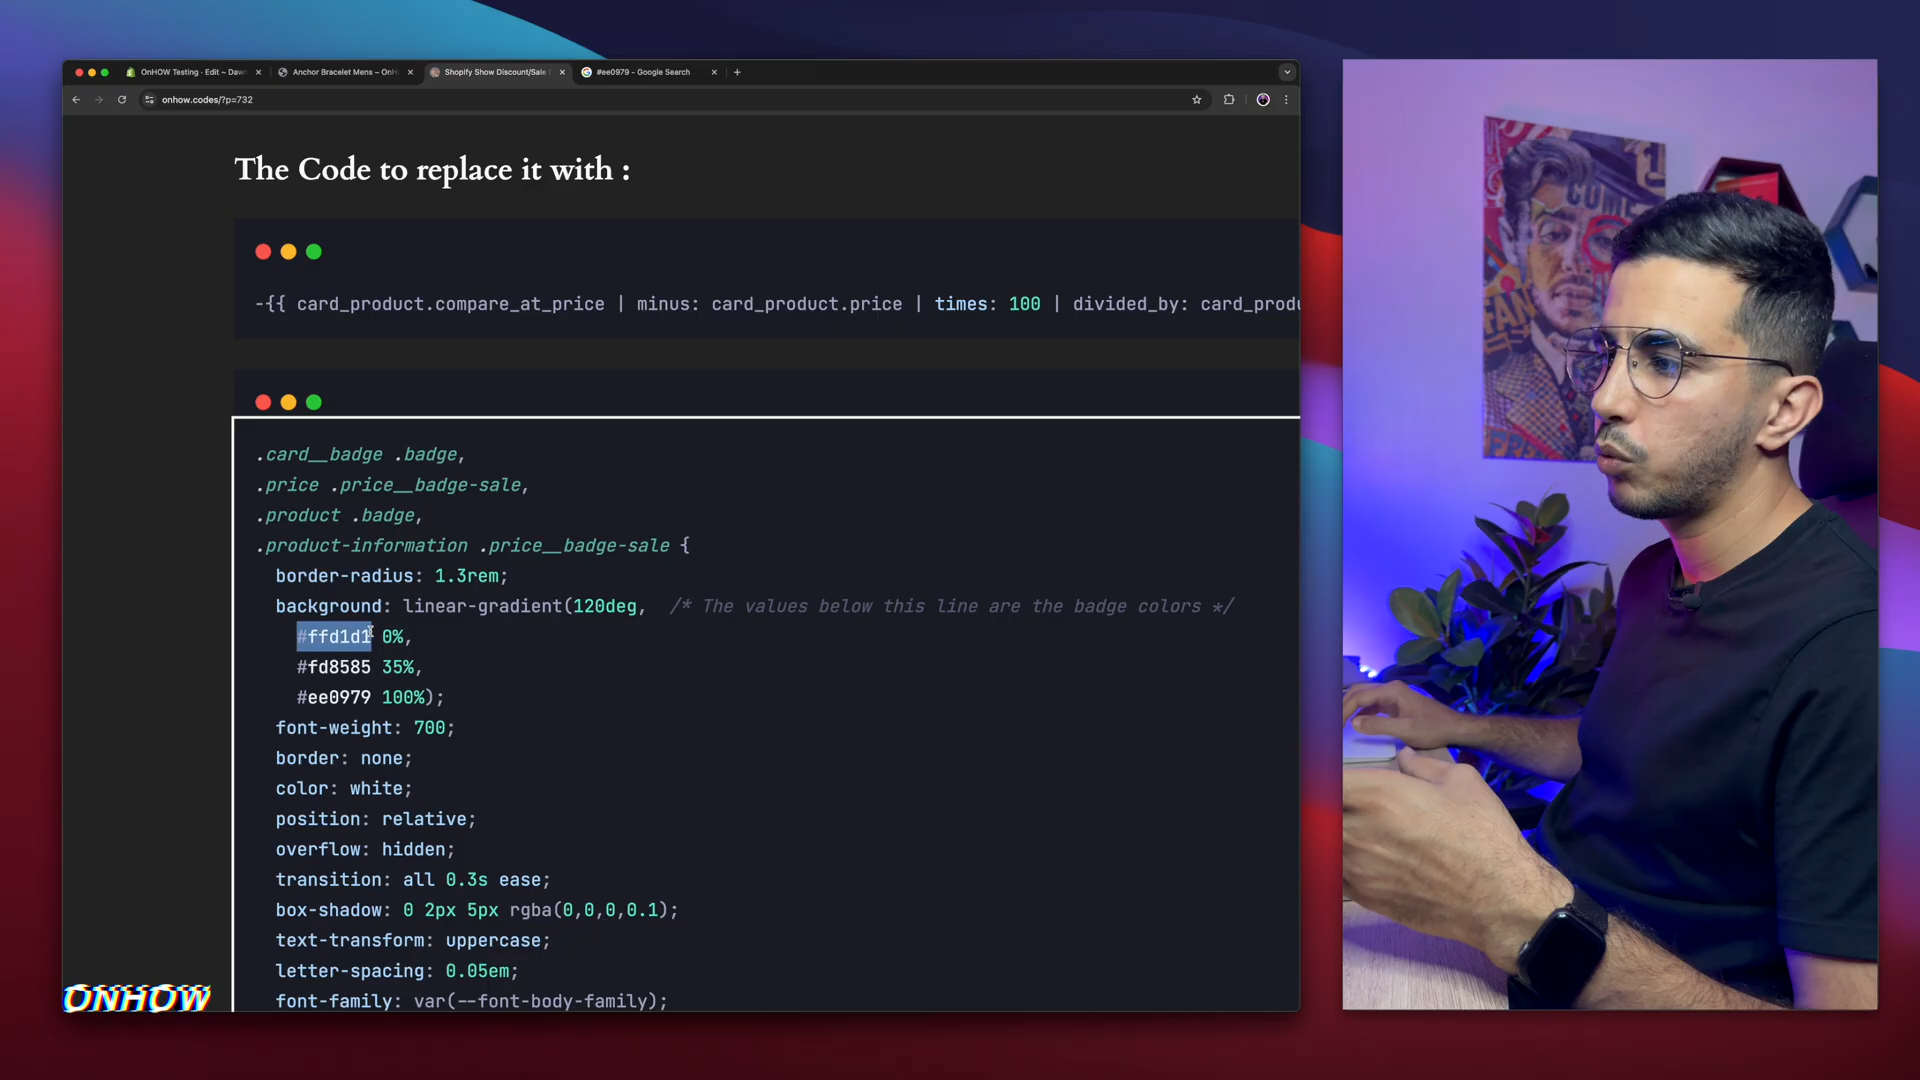 OnHOW Testing · Edit ~ Daw
Anchor Bracelet Mens – OnH
Shopify Show Discount/Sale
#ee0979 - Google Search
onhow.codes/?p=732
The Code to replace it with :
-{{ card_product.compare_at_price | minus: card_product.price | times: 100 | divided_by: card_produ
.card__badge .badge,
.price .price__badge-sale,
.product .badge,
.product-information .price__badge-sale {
border-radius: 1.3rem;
background: linear-gradient(120deg, /* The values below this line are the badge colors */
#ffd1d1 0%,
#fd8585 35%,
#ee0979 100%);
font-weight: 700;
border: none;
color: white;
position: relative;
overflow: hidden;
transition: all 0.3s ease;
box-shadow: 0 2px 5px rgba(0,0,0,0.1);
text-transform: uppercase;
letter-spacing: 0.05em;
font-family: var(--font-body-family);
ONHOW
COME